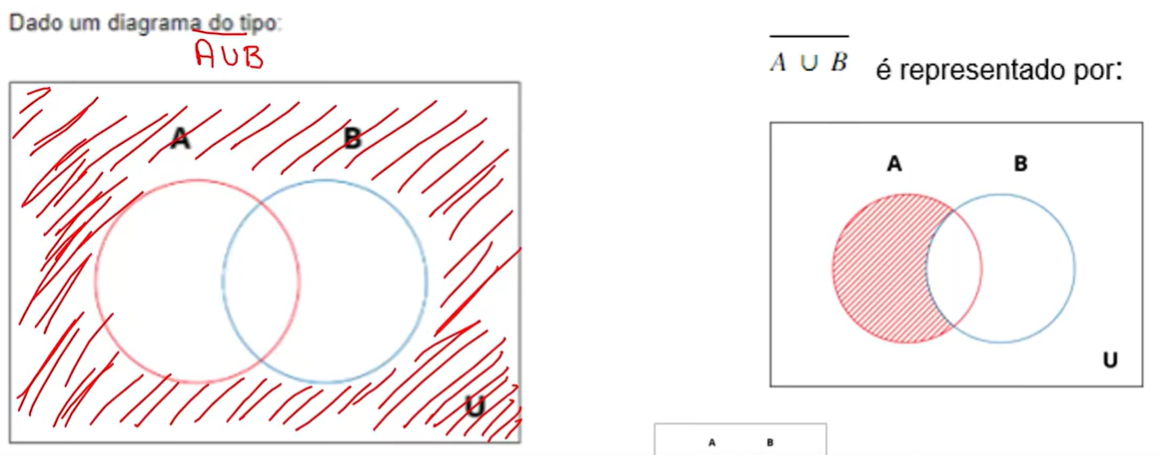 Dado um diagrama do tipo:
A∪B
A B
U
A ∪ B é representado por:
A B
U
A B